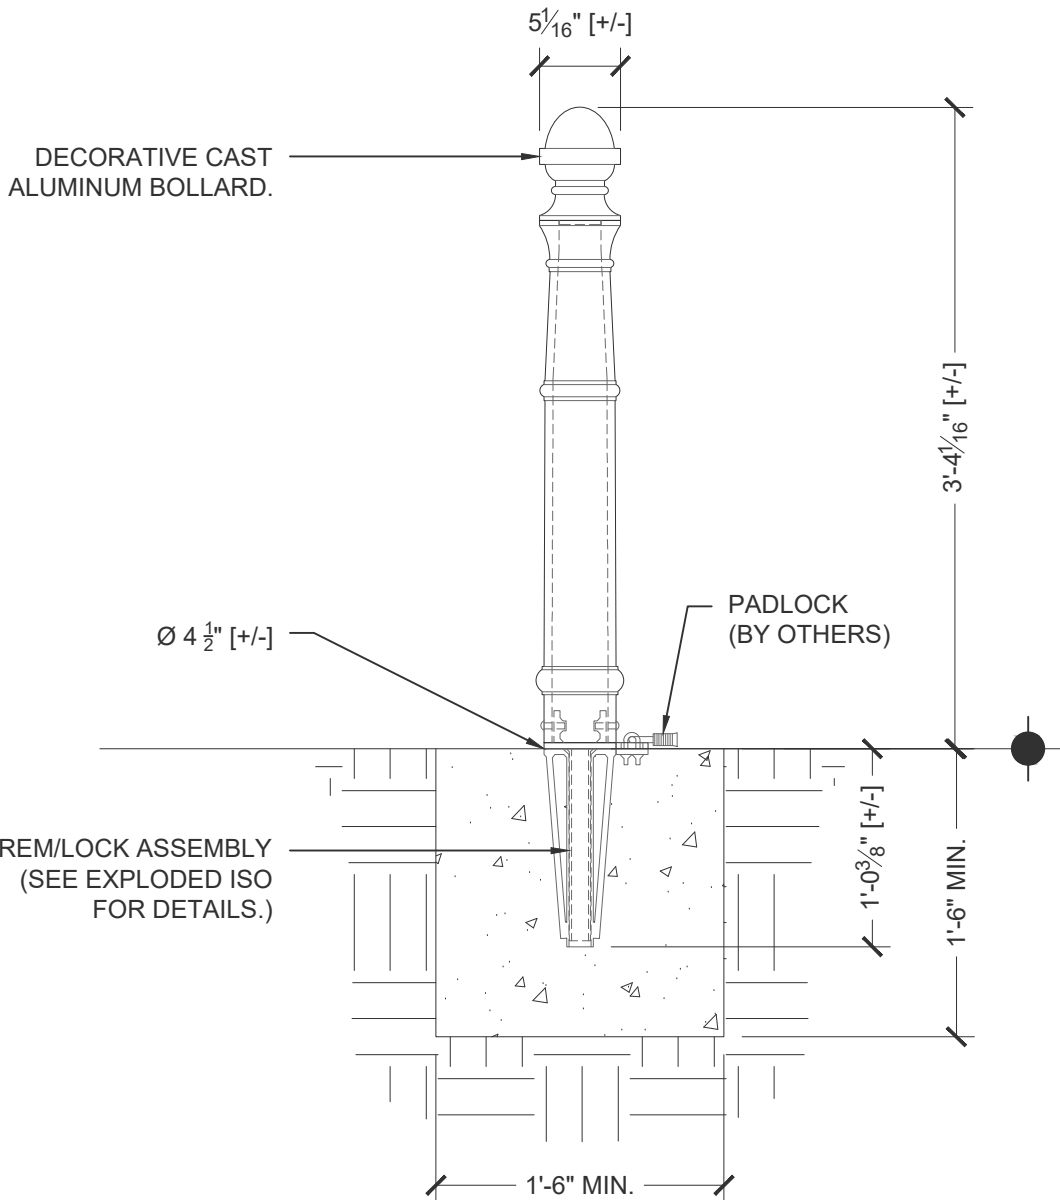 5 1/16" [+/-]
DECORATIVE CAST
ALUMINUM BOLLARD.
3'-4 1/16" [+/-]
PADLOCK
(BY OTHERS)
Ø 4 1/2" [+/-]
REM/LOCK ASSEMBLY
(SEE EXPLODED ISO
FOR DETAILS.)
1'-0 3/8" [+/-]
1'-6" MIN.
1'-6" MIN.